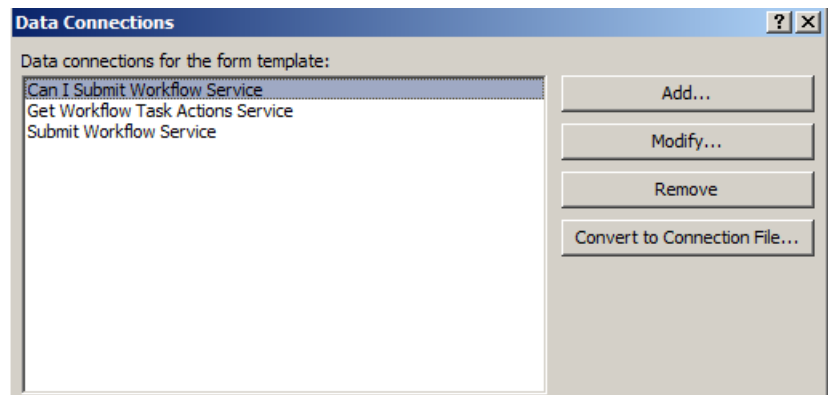 Data Connections
Data connections for the form template:
Can I Submit Workflow Service
Get Workflow Task Actions Service
Submit Workflow Service
Add...
Modify...
Remove
Convert to Connection File...